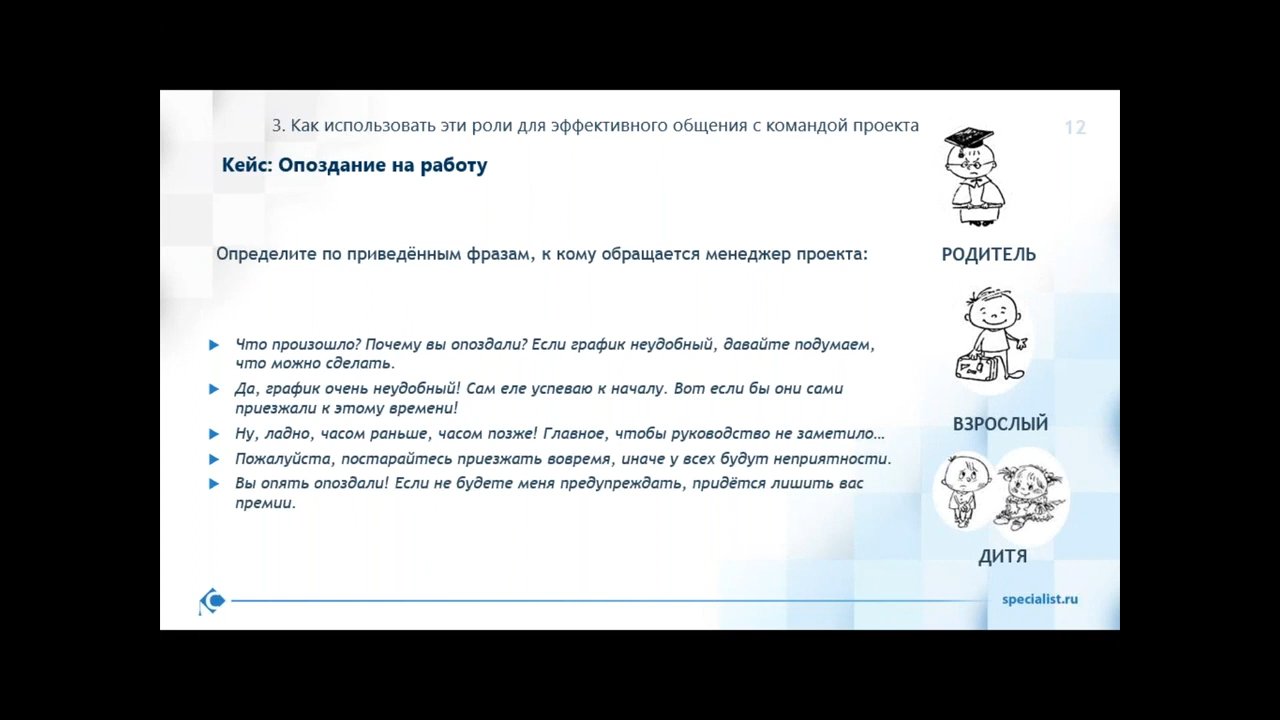 3. Как использовать эти роли для эффективного общения с командой проекта
12
Кейс: Опоздание на работу
Определите по приведённым фразам, к кому обращается менеджер проекта:
РОДИТЕЛЬ
► Что произошло? Почему вы опоздали? Если график неудобный, давайте подумаем,
что можно сделать.
► Да, график очень неудобный! Сам еле успеваю к началу. Вот если бы они сами
приезжали к этому времени!
ВЗРОСЛЫЙ
► Ну, ладно, часом раньше, часом позже! Главное, чтобы руководство не заметило…
► Пожалуйста, постарайтесь приезжать вовремя, иначе у всех будут неприятности.
► Вы опять опоздали! Если не будете меня предупреждать, придётся лишить вас
премии.
ДИТЯ
specialist.ru